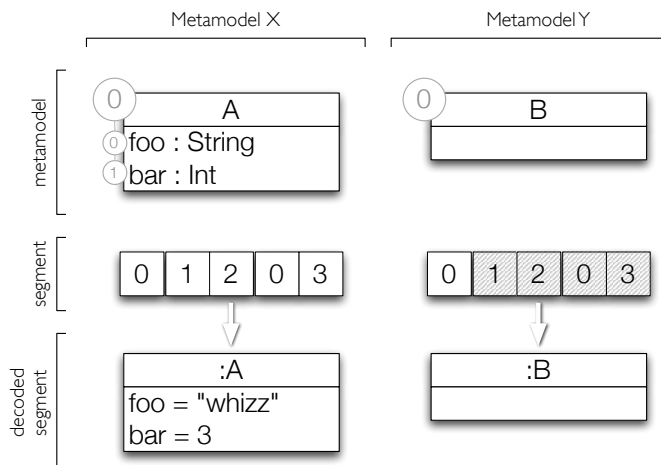 Metamodel X
Metamodel Y
metamodel
0
A
0 foo : String
1 bar : Int
0
B
segment
0 1 2 0 3
0 1 2 0 3
decoded
segment
:A
foo = "whizz"
bar = 3
:B